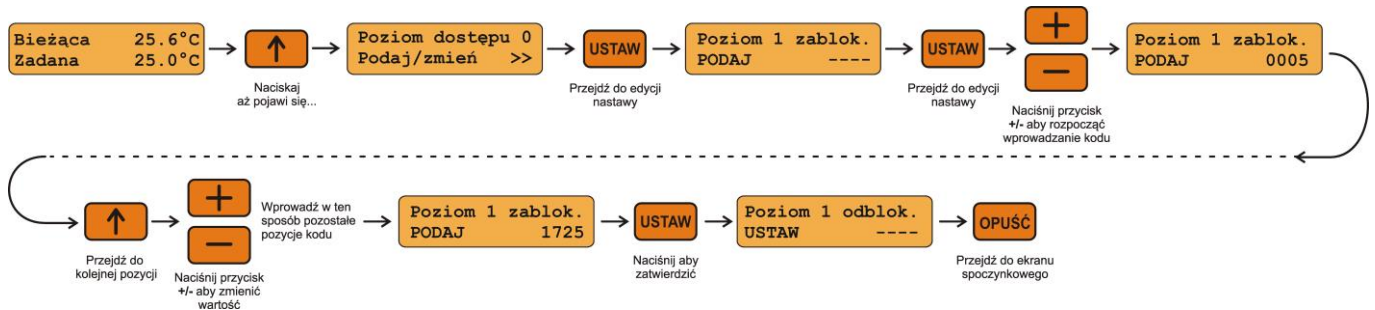 Bieżąca 25.6°C
Zadana 25.0°C
Naciskaj
aż pojawi się...
Poziom dostępu 0
Podaj/zmień >>
USTAW
Przejdź do edycji
nastawy
Poziom 1 zablok.
PODAJ ----
USTAW
Przejdź do edycji
nastawy
+
−
Naciśnij przycisk
+/- aby rozpocząć
wprowadzanie kodu
Poziom 1 zablok.
PODAJ 0005
Przejdź do
kolejnej pozycji
+
−
Naciśnij przycisk
+/- aby zmienić
wartość
Wprowadź w ten
sposób pozostałe
pozycje kodu
Poziom 1 zablok.
PODAJ 1725
USTAW
Naciśnij aby
zatwierdzić
Poziom 1 odblok.
USTAW ----
OPUŚĆ
Przejdź do ekranu
spoczynkowego